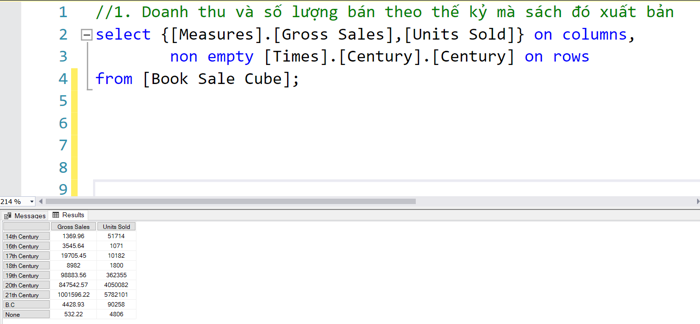 1 //1. Doanh thu và số lượng bán theo thế kỷ mà sách đó xuất bản
2 select {[Measures].[Gross Sales],[Units Sold]} on columns,
3 non empty [Times].[Century].[Century] on rows
4 from [Book Sale Cube];
5
6
7
8
9
214 %
Messages Results
Gross Sales Units Sold
14th Century 1369.96 51714
16th Century 3545.64 1071
17th Century 19705.45 10182
18th Century 8982 1800
19th Century 98883.56 362355
20th Century 847542.57 4050082
21th Century 1001596.22 5782101
B.C 4428.93 90258
None 532.22 4806